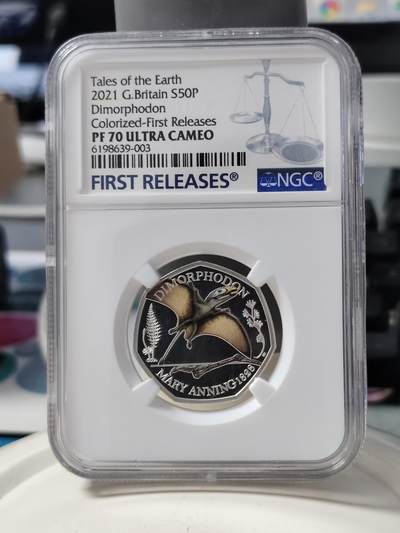 Tales of the Earth
2021 G.Britain S50P
Dimorphodon
Colorized-First Releases
PF 70 ULTRA CAMEO
6198639-003
FIRST RELEASES®
NGC®
DIMORPHODON
MARY ANNING 1828